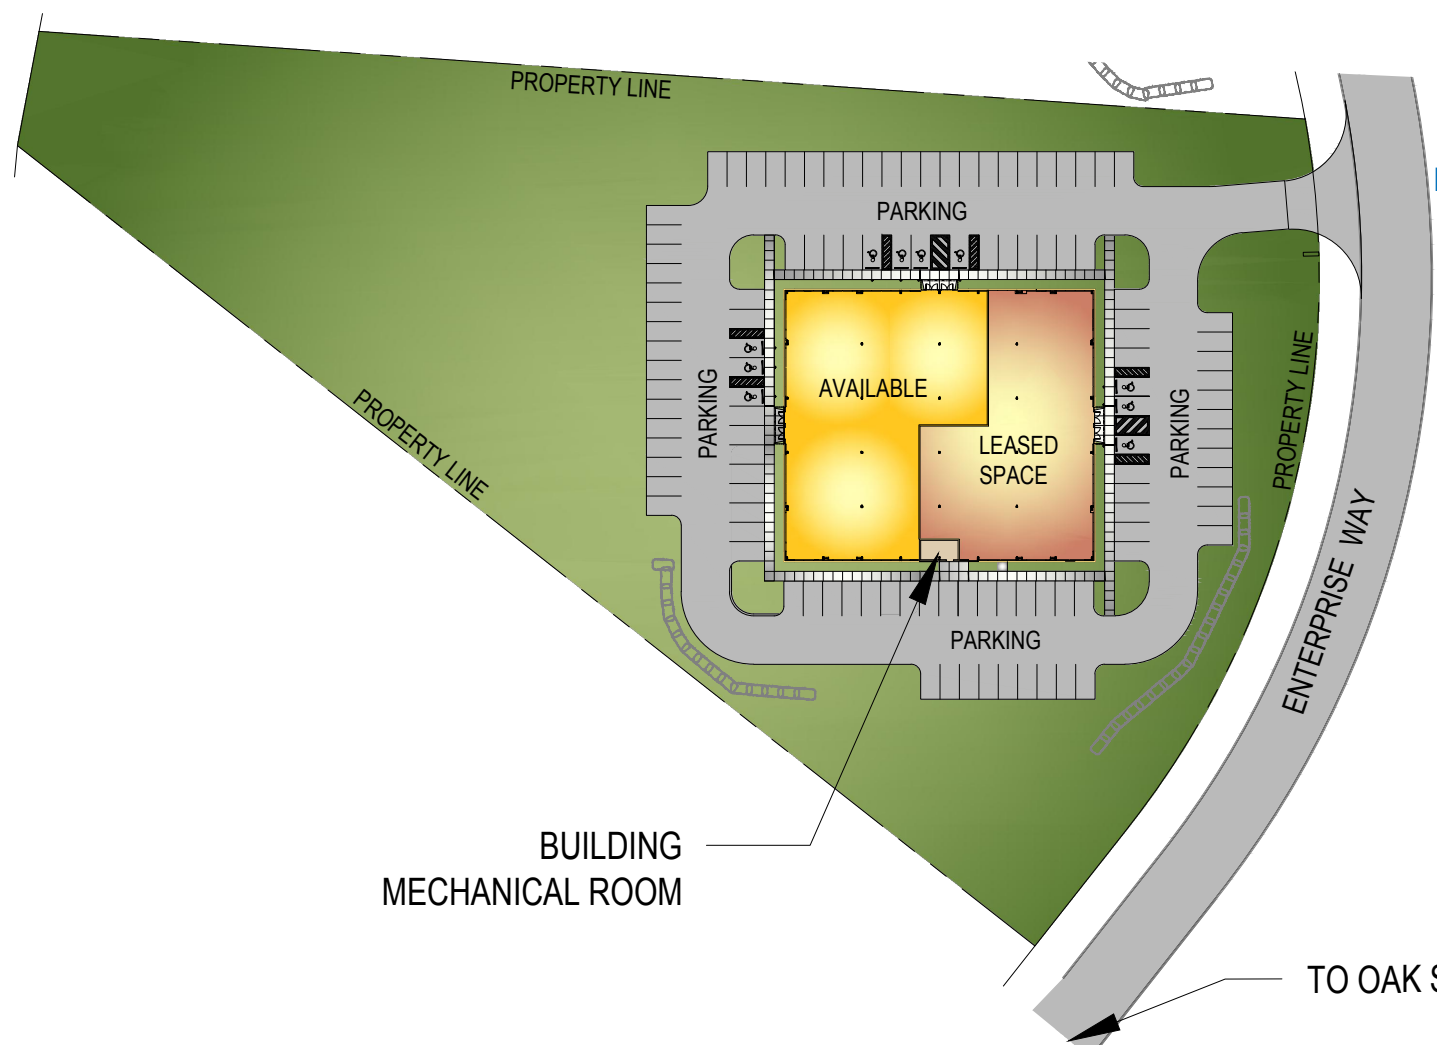 PROPERTY LINE
PARKING
AVAILABLE
PARKING
PARKING
PROPERTY LINE
PROPERTY LINE
LEASED
SPACE
ENTERPRISE WAY
PARKING
BUILDING
MECHANICAL ROOM
TO OAK